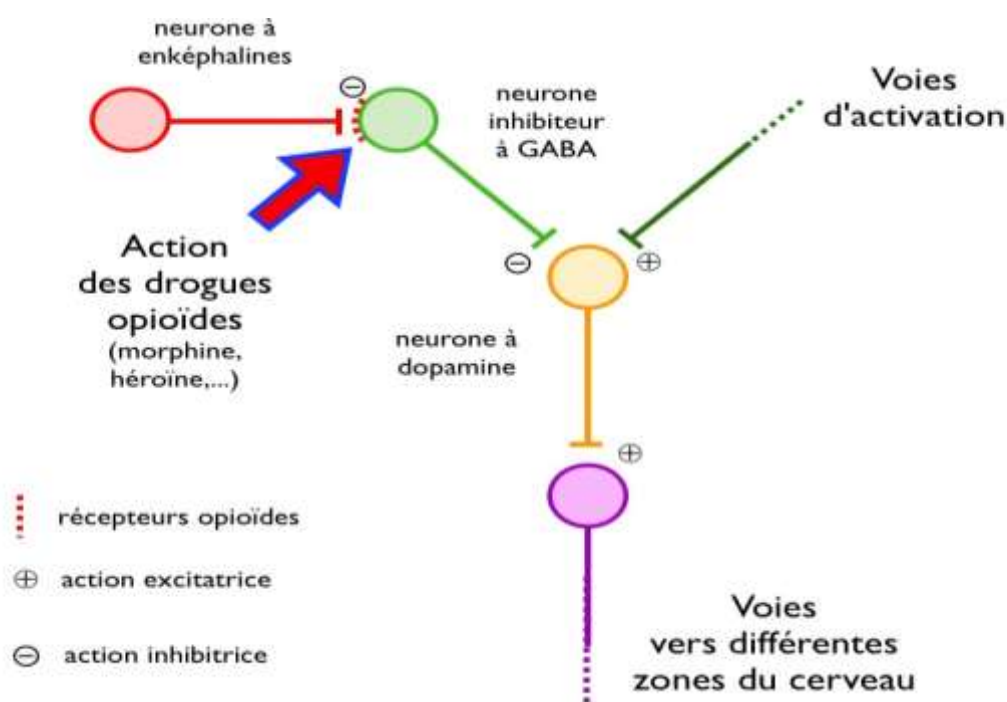 neurone à
enképhalines
⊖
neurone
inhibiteur
à GABA
Voies
d'activation
Action
des drogues
opioïdes
(morphine,
héroïne,...)
⊖
⊕
neurone à
dopamine
⊕
récepteurs opioïdes
⊕ action excitatrice
⊖ action inhibitrice
Voies
vers différentes
zones du cerveau